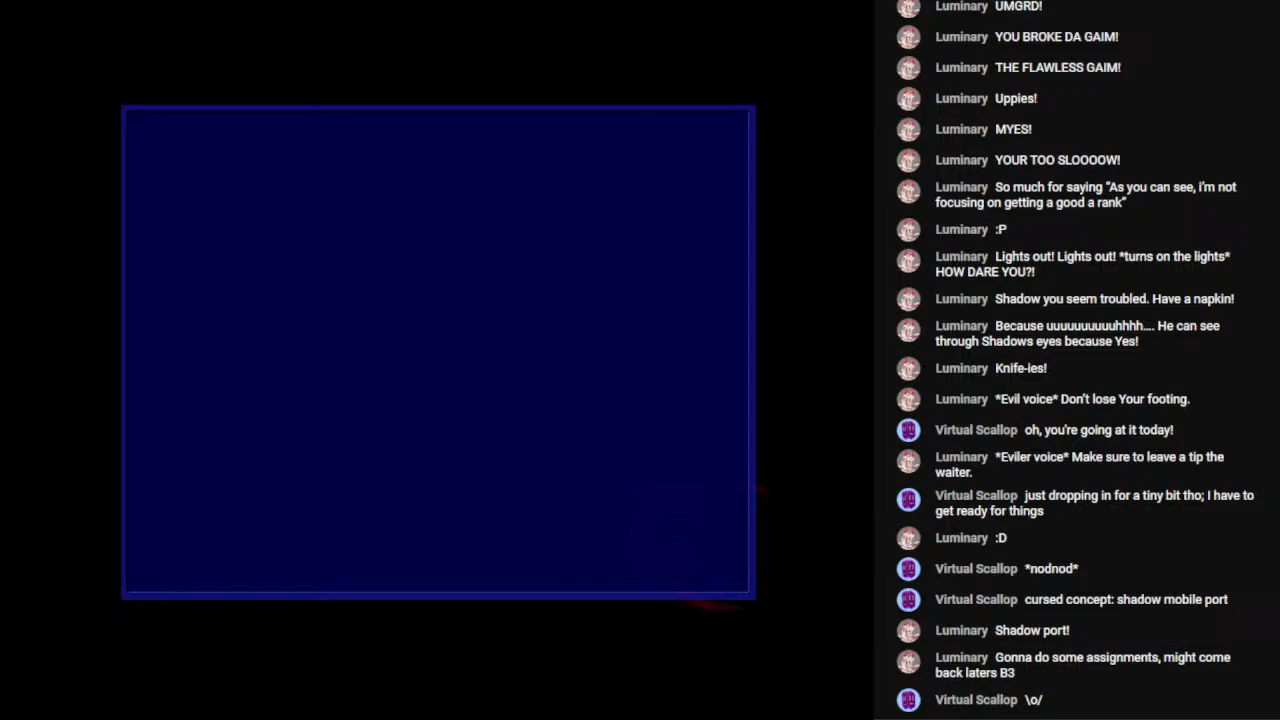 Luminary UMGRD!
Luminary YOU BROKE DA GAIM!
Luminary THE FLAWLESS GAIM!
Luminary Uppies!
Luminary MYES!
Luminary YOUR TOO SLOOOOW!
Luminary So much for saying “As you can see, i’m not
focusing on getting a good a rank”
Luminary :P
Luminary Lights out! Lights out! *turns on the lights*
HOW DARE YOU?!
Luminary Shadow you seem troubled. Have a napkin!
Luminary Because uuuuuuuuuuhhhh.... He can see
through Shadows eyes because Yes!
Luminary Knife-ies!
Luminary *Evil voice* Don’t lose Your footing.
Virtual Scallop oh, you're going at it today!
Luminary *Eviler voice* Make sure to leave a tip the
waiter.
Virtual Scallop just dropping in for a tiny bit tho; I have to
get ready for things
Luminary :D
Virtual Scallop *nodnod*
Virtual Scallop cursed concept: shadow mobile port
Luminary Shadow port!
Luminary Gonna do some assignments, might come
back laters B3
Virtual Scallop \o/